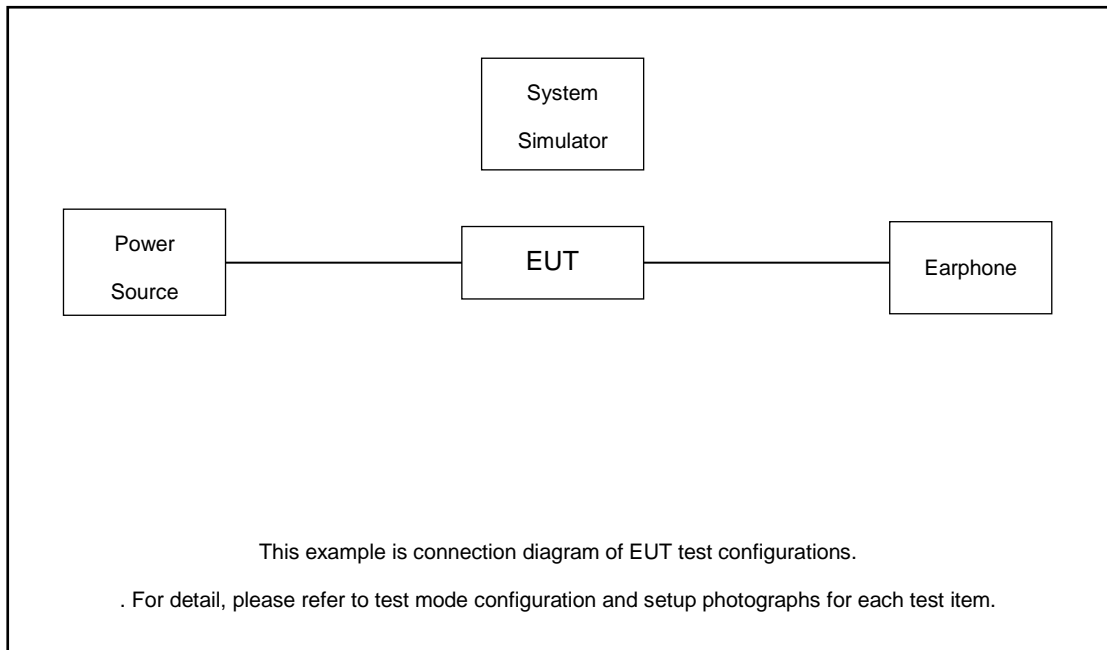 System
Simulator
Power
Source
EUT
Earphone
This example is connection diagram of EUT test configurations.
. For detail, please refer to test mode configuration and setup photographs for each test item.